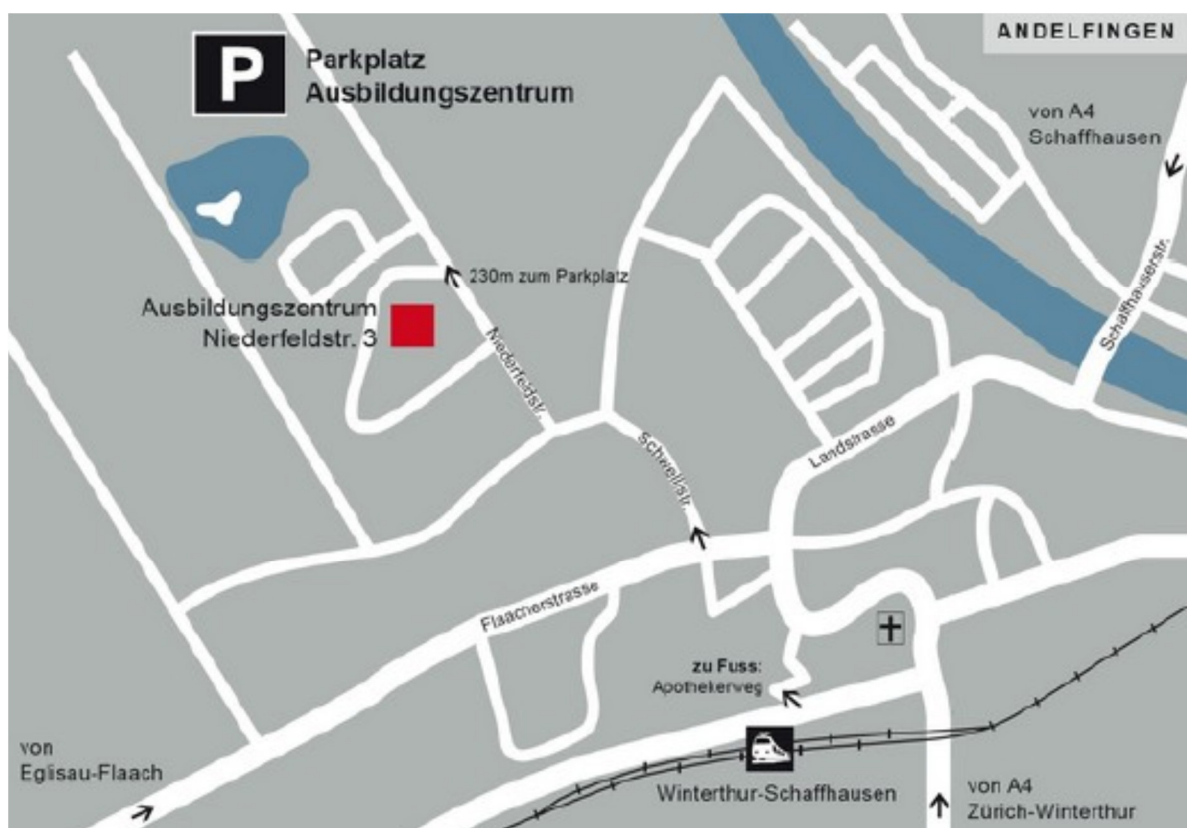 ANDELFINGEN
P
Parkplatz
Ausbildungszentrum
von A4
Schaffhausen
230m zum Parkplatz
Ausbildungszentrum
Niederfeldstr. 3
Niederfeldstr.
Schaffhauserstr.
Landstrasse
Schwellistr.
Flaacherstrasse
zu Fuss:
Apothekerweg
von
Eglisau-Flaach
Winterthur-Schaffhausen
von A4
Zürich-Winterthur